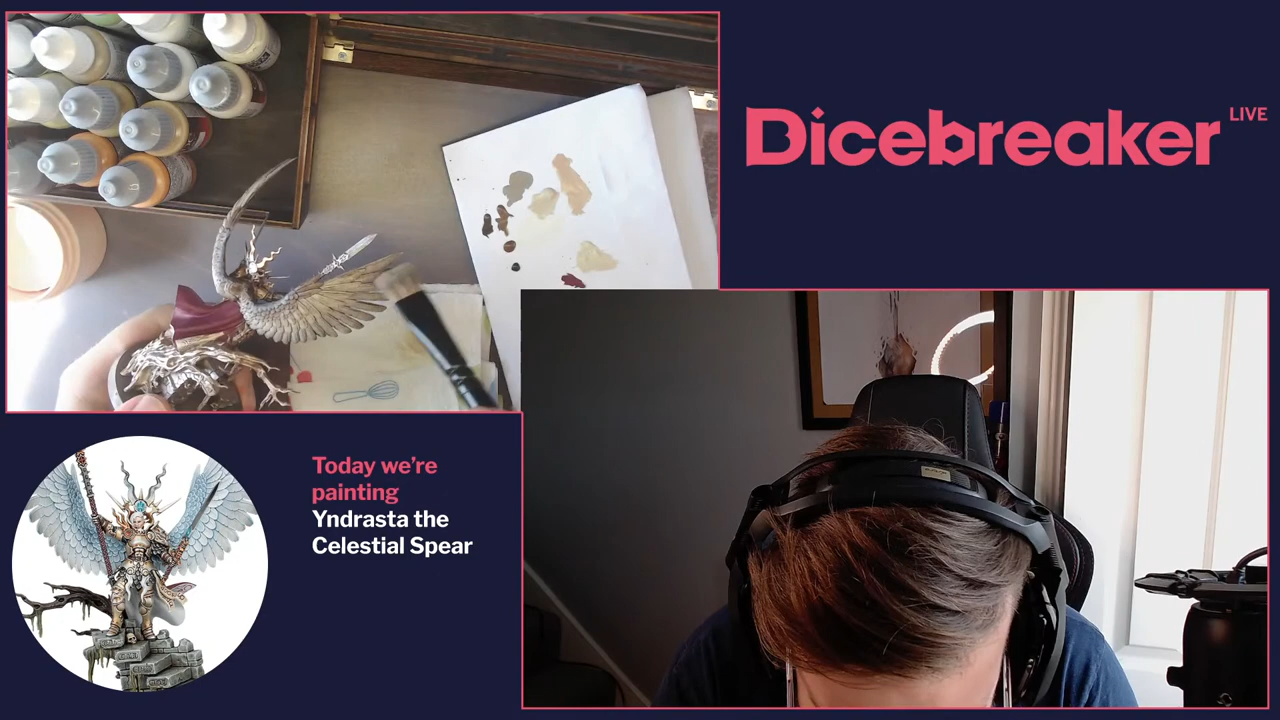 Dicebreaker LIVE
Today we're
painting
Yndrasta the
Celestial Spear